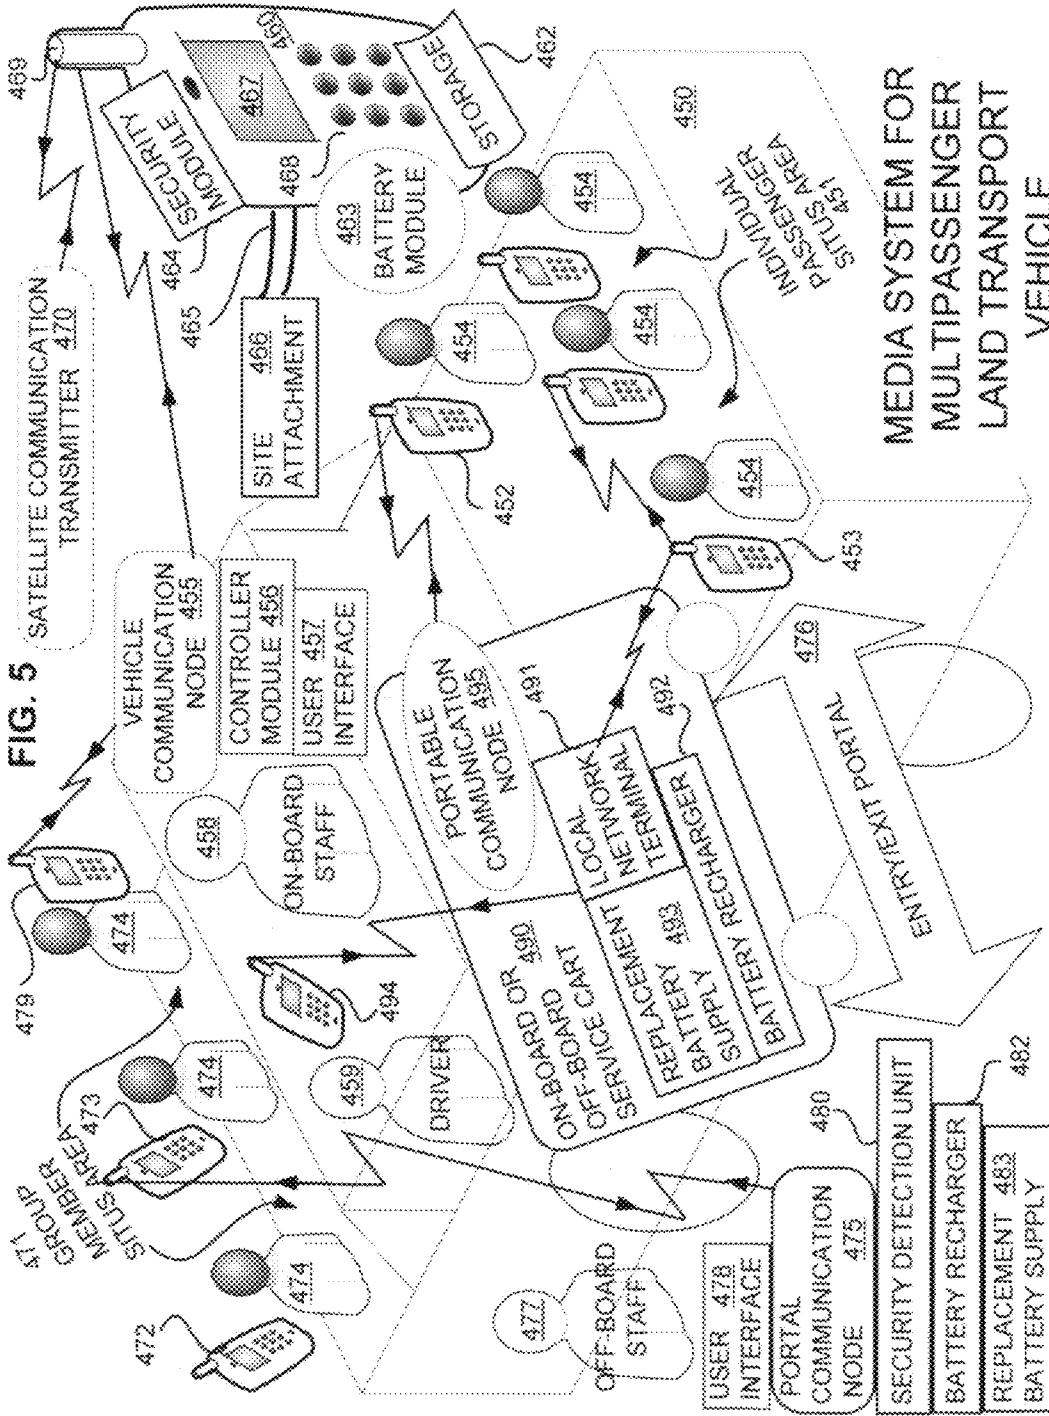 FIG. 5
SATELLITE COMMUNICATION
TRANSMITTER 470
469
SECURITY
MODULE
464
467
460
468
STORAGE
462
465
463
BATTERY
MODULE
SITE 466
ATTACHMENT
VEHICLE
COMMUNICATION
NODE 455
CONTROLLER
MODULE 456
USER 457
INTERFACE
479
474
458
ON-BOARD
STAFF
452
454
454
454
454
450
INDIVIDUAL
PASSENGER
SITUS AREA
451
453
471
GROUP
MEMBER
SITUS AREA
473
474
474
472
494
459
DRIVER
PORTABLE
COMMUNICATION
NODE 495
491
492
ON-BOARD OR 490
OFF-BOARD
SERVICE CART
LOCAL
NETWORK
TERMINAL
REPLACEMENT
BATTERY 493
SUPPLY
BATTERY RECHARGER
476
ENTRY/EXIT PORTAL
477
OFF-BOARD
STAFF
USER 478
INTERFACE
PORTAL
COMMUNICATION
NODE 475
480
SECURITY DETECTION UNIT
482
BATTERY RECHARGER
REPLACEMENT 483
BATTERY SUPPLY
MEDIA SYSTEM FOR
MULTIPASSENGER
LAND TRANSPORT
VEHICLE